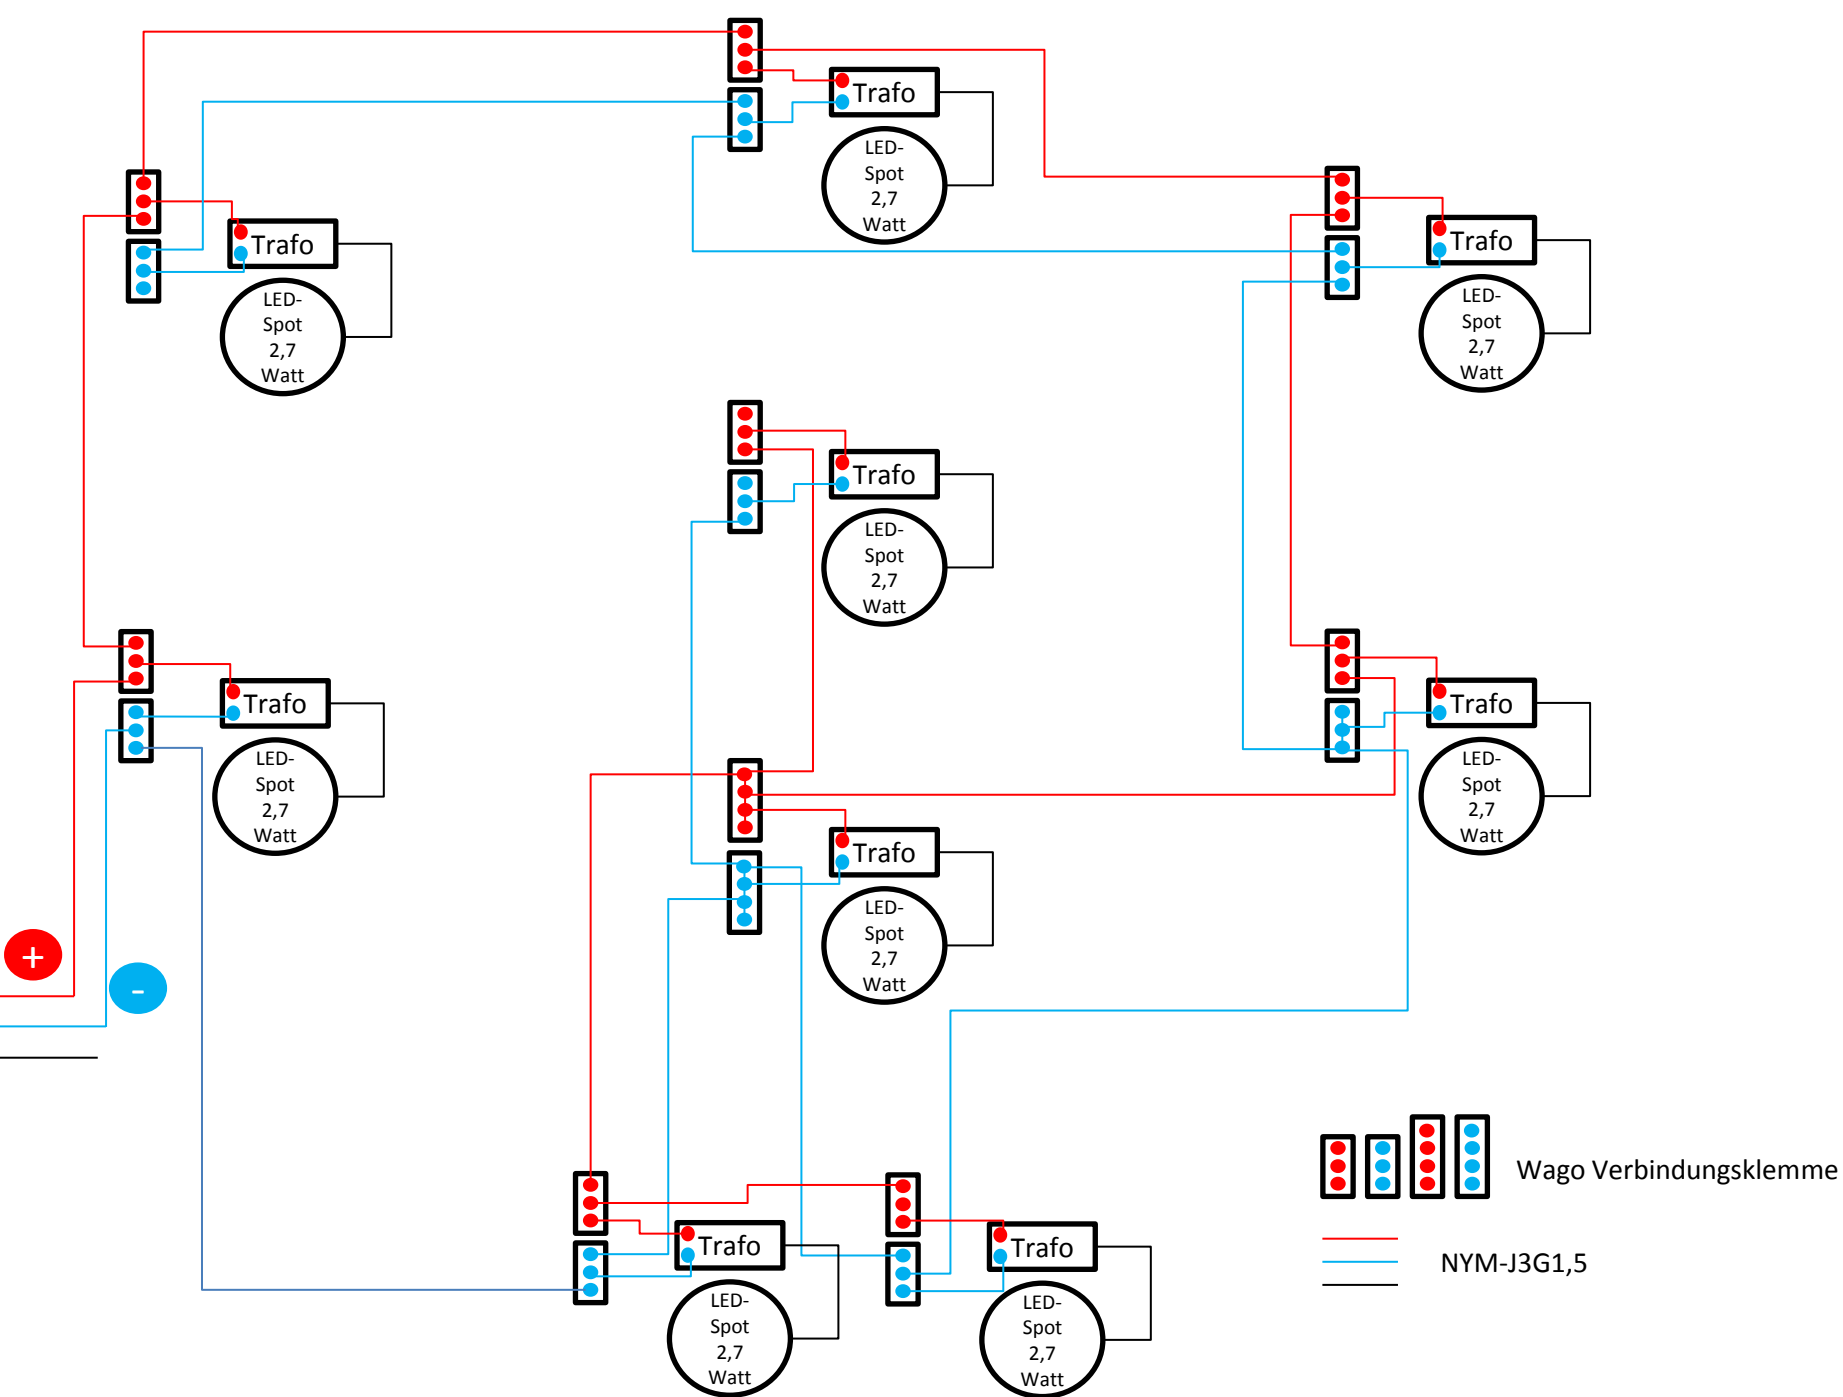 Trafo
LED-
Spot
2,7
Watt
Trafo
LED-
Spot
2,7
Watt
Trafo
LED-
Spot
2,7
Watt
Trafo
LED-
Spot
2,7
Watt
Trafo
LED-
Spot
2,7
Watt
Trafo
LED-
Spot
2,7
Watt
Trafo
LED-
Spot
2,7
Watt
+
-
Trafo
LED-
Spot
2,7
Watt
Trafo
LED-
Spot
2,7
Watt
Wago Verbindungsklemme
NYM-J3G1,5